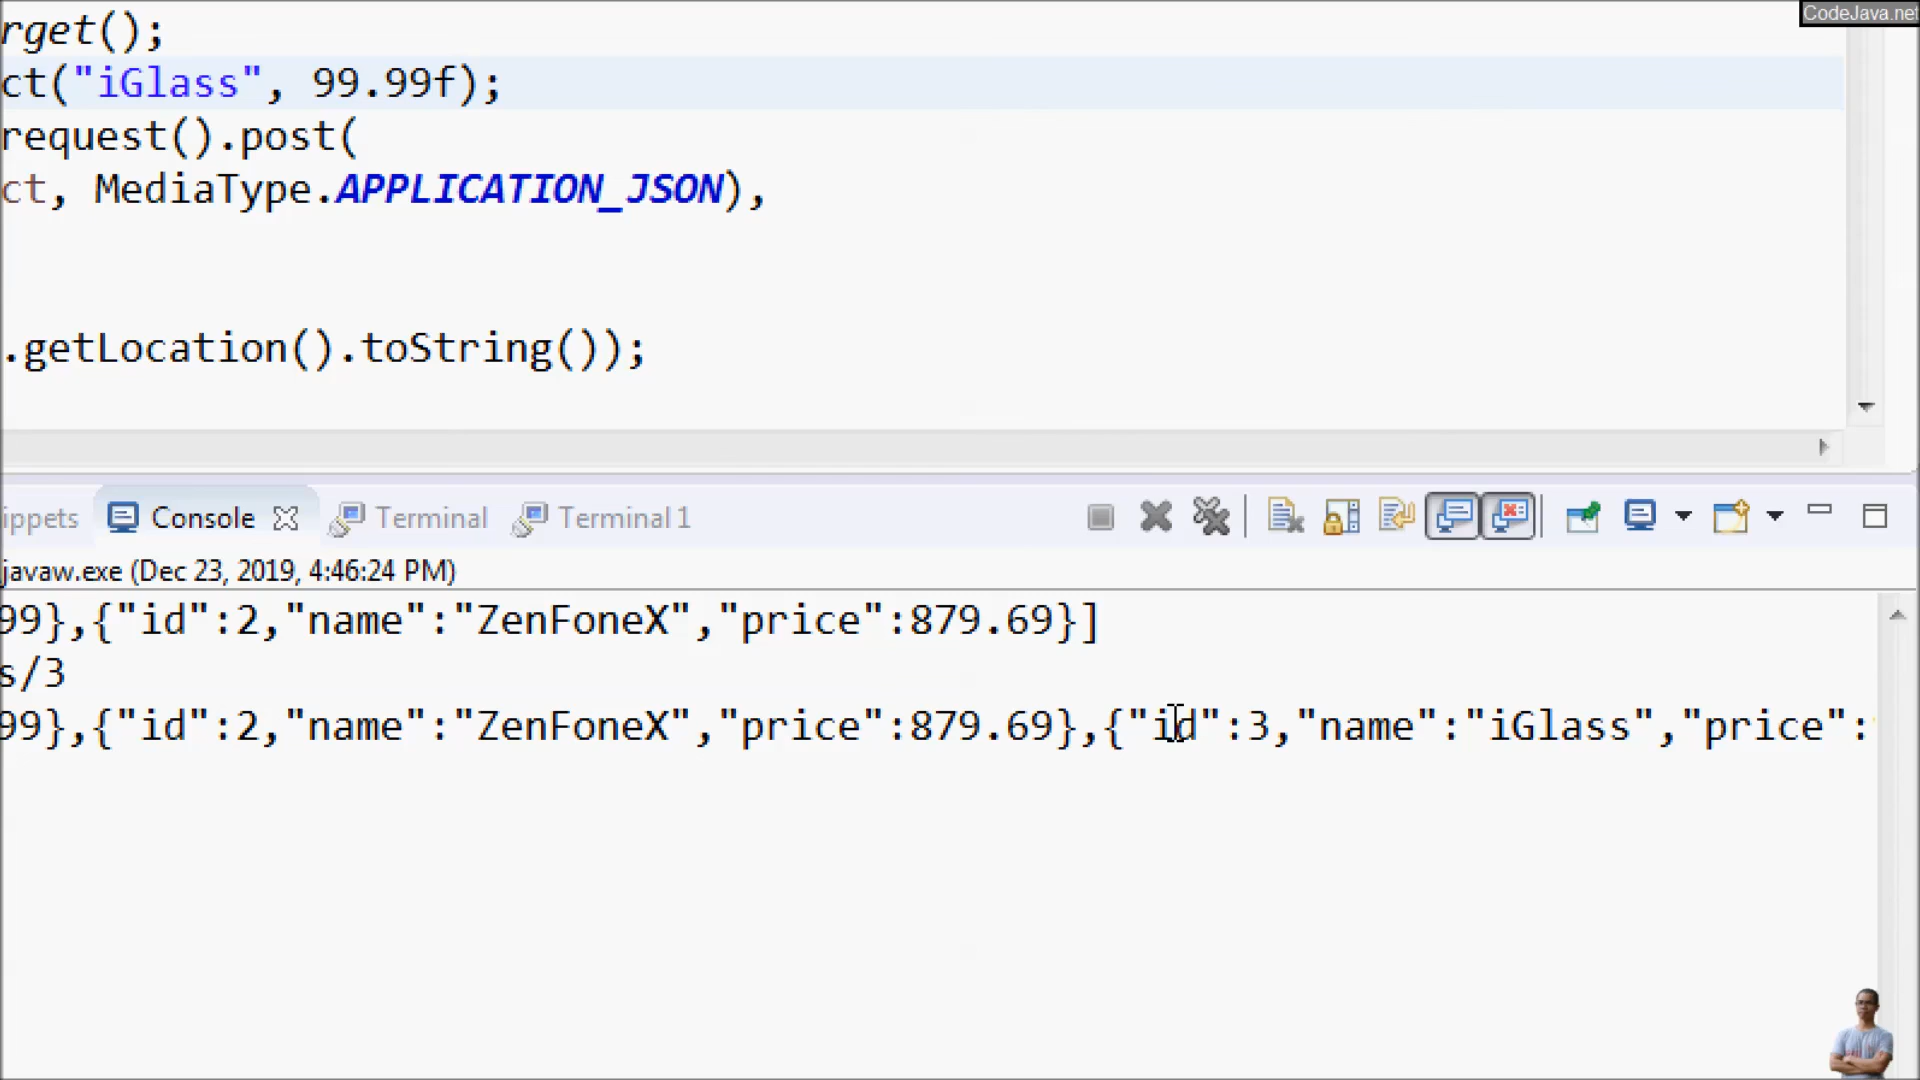 CodeJava.net
rget();
ct("iGlass", 99.99f);
request().post(
ct, MediaType.APPLICATION_JSON),
.getLocation().toString());
ippets Console Terminal Terminal 1
javaw.exe (Dec 23, 2019, 4:46:24 PM)
99},{"id":2,"name":"ZenFoneX","price":879.69}]
s/3
99},{"id":2,"name":"ZenFoneX","price":879.69},{"id":3,"name":"iGlass","price":